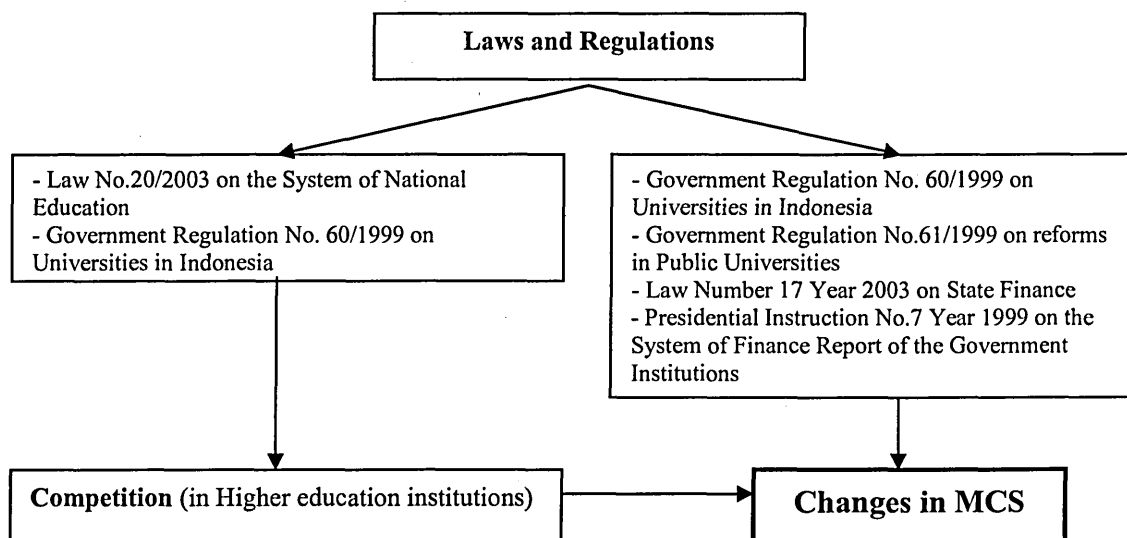 Laws and Regulations
- Law No.20/2003 on the System of National
Education
- Government Regulation No. 60/1999 on
Universities in Indonesia
- Government Regulation No. 60/1999 on
Universities in Indonesia
- Government Regulation No.61/1999 on reforms
in Public Universities
- Law Number 17 Year 2003 on State Finance
- Presidential Instruction No.7 Year 1999 on the
System of Finance Report of the Government
Institutions
Competition (in Higher education institutions)
Changes in MCS